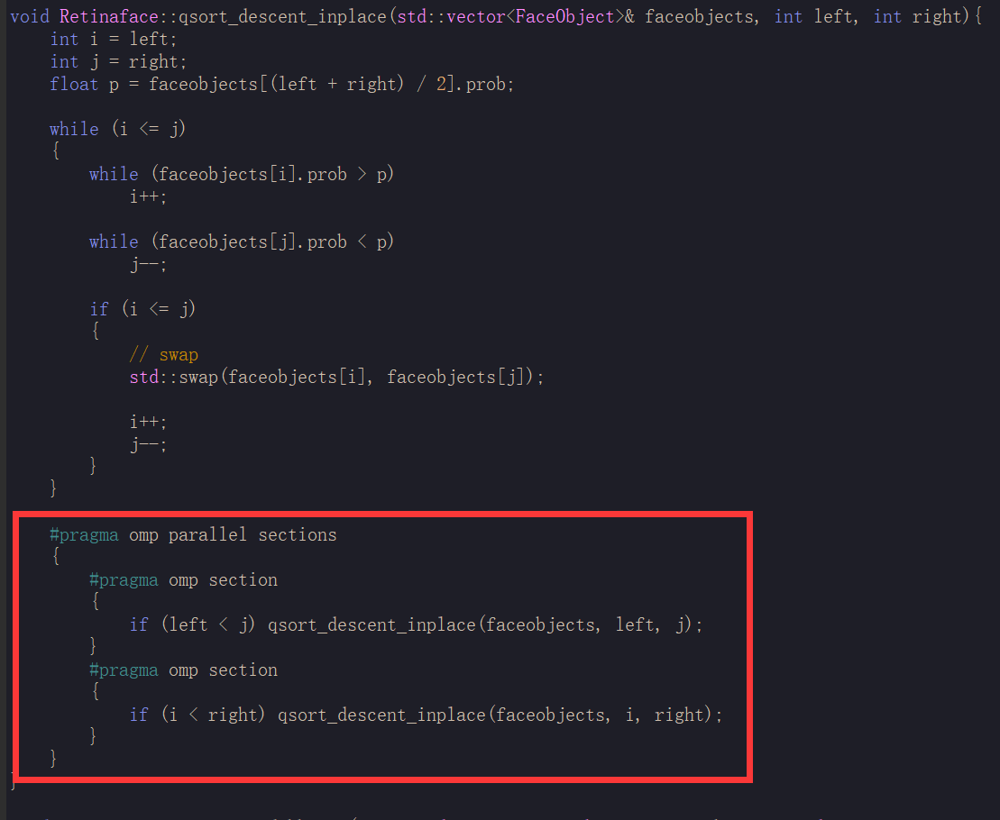 void Retinaface::qsort_descent_inplace(std::vector<FaceObject>& faceobjects, int left, int right){
    int i = left;
    int j = right;
    float p = faceobjects[(left + right) / 2].prob;

    while (i <= j)
    {
        while (faceobjects[i].prob > p)
            i++;

        while (faceobjects[j].prob < p)
            j--;

        if (i <= j)
        {
            // swap
            std::swap(faceobjects[i], faceobjects[j]);

            i++;
            j--;
        }
    }

    #pragma omp parallel sections
    {
        #pragma omp section
        {
            if (left < j) qsort_descent_inplace(faceobjects, left, j);
        }
        #pragma omp section
        {
            if (i < right) qsort_descent_inplace(faceobjects, i, right);
        }
    }
}